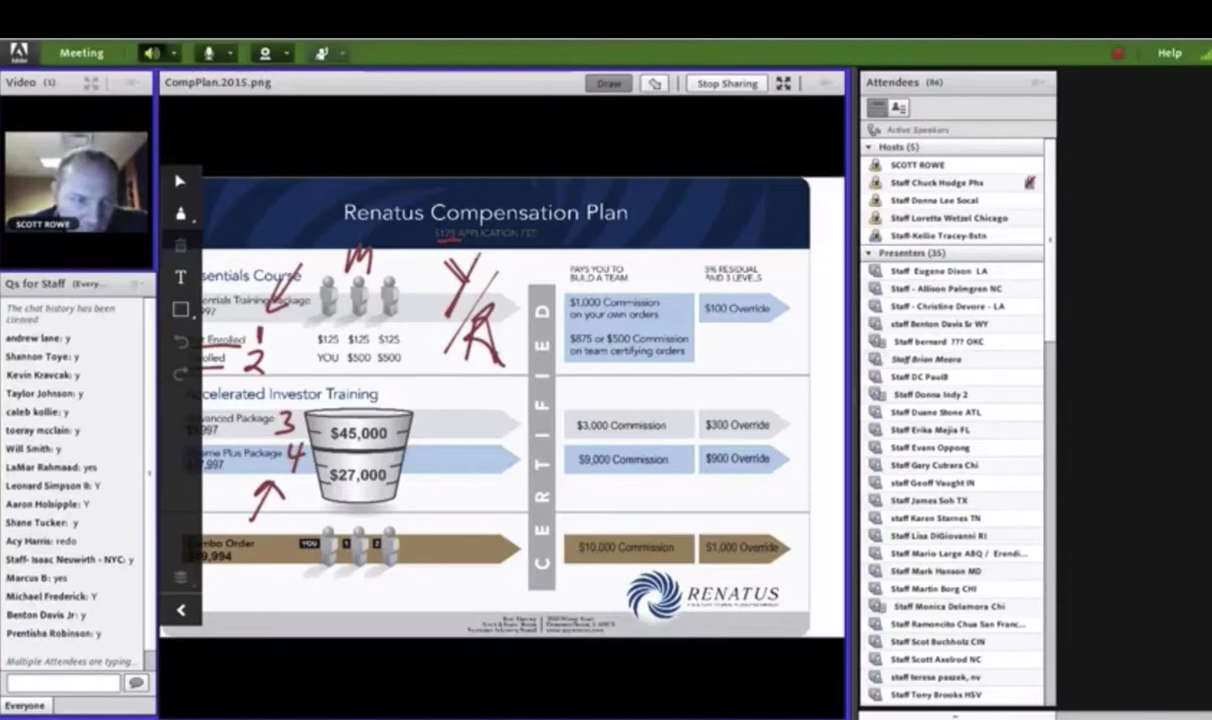 Meeting
Help
Video (1)
CompPlan.2015.png
Draw
Stop Sharing
Attendees (86)
Active Speakers
SCOTT ROWE
Hosts (5)
SCOTT ROWE
Staff Chuck Hodge Phx
Staff Donna Lee Socal
Staff Loretta Wetzel Chicago
Staff-Kellie Tracey-Bstn
Presenters (35)
Staff Eugene Dixon LA
Staff - Allison Palmgren NC
Staff - Christine Devore - LA
staff Benton Davis Sr WY
Staff bernard ??? OKC
Staff Brian Moore
Staff DC PaulB
Staff Donna Indy 2
Staff Duane Stone ATL
Staff Erika Mejia FL
Staff Evans Oppong
Staff Gary Cutrara Chi
staff Geoff Vaught IN
Staff James Soh TX
staff Karen Starnes TN
Staff Lisa DiGiovanni RI
Staff Mario Large ABQ / Erendi...
Staff Mark Hanson MD
Staff Martin Borg CHI
Staff Monica Delamora Chi
Staff Ramoncito Chua San Franc...
Staff Scot Buchholz CIN
Staff Scott Axelrod NC
staff teresa paszek, nv
Staff Tony Brooks HSV
Qs for Staff (Every...
The chat history has been
cleared
andrew lane: y
Shannon Toye: y
Kevin Kravcak: y
Taylor Johnson: y
caleb kollie: y
toeray mcclain: y
Will Smith: y
LaMar Rahmaad: yes
Leonard Simpson II: Y
Aaron Holsipple: Y
Shane Tucker: y
Acy Harris: redo
Staff- Isaac Neuwirth - NYC: y
Marcus B: yes
Michael Frederick: Y
Benton Davis Jr: y
Prentisha Robinson: y
Multiple Attendees are typing...
Everyone
Renatus Compensation Plan
$125 APPLICATION FEE
sentials Course
M
Y/R
entials Training Package
997
Enrolled 1
$125 $125 $125
olled 2
YOU $500 $500
PAYS YOU TO
BUILD A TEAM
5% RESIDUAL
PAID 3 LEVELS
$1,000 Commission
on your own orders
$100 Override
$875 or $500 Commission
on team certifying orders
CERTIFIED
Accelerated Investor Training
dvanced Package 3
,997
$45,000
$3,000 Commission
$300 Override
Plus Package 4
,997
$27,000
$9,000 Commission
$900 Override
ombo Order
,994
YOU 1 2
$10,000 Commission
$1,000 Override
RENATUS